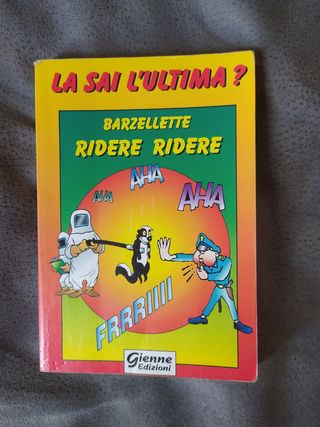 LA SAI L'ULTIMA?
BARZELLETTE
RIDERE RIDERE
AHA
AHA
AHA
FRRRIIII
Gienne
Edizioni